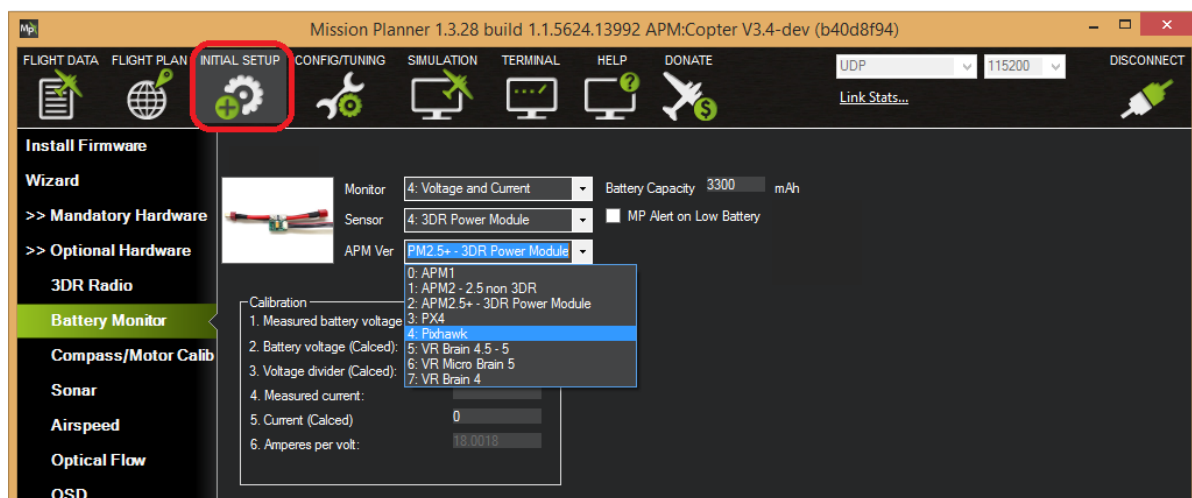 Mp
Mission Planner 1.3.28 build 1.1.5624.13992 APM:Copter V3.4-dev (b40d8f94)
FLIGHT DATA FLIGHT PLAN INITIAL SETUP CONFIG/TUNING SIMULATION TERMINAL HELP DONATE UDP 115200 DISCONNECT
Link Stats...
Install Firmware
Wizard
>> Mandatory Hardware
>> Optional Hardware
3DR Radio
Battery Monitor
Compass/Motor Calib
Sonar
Airspeed
Optical Flow
OSD
Monitor 4: Voltage and Current Battery Capacity 3300 mAh
Sensor 4: 3DR Power Module MP Alert on Low Battery
APM Ver PM2.5+ - 3DR Power Module
0: APM1
1: APM2 - 2.5 non 3DR
2: APM2.5+ - 3DR Power Module
3: PX4
4: Pixhawk
5: VR Brain 4.5 - 5
6: VR Micro Brain 5
7: VR Brain 4
Calibration
1. Measured battery voltage
2. Battery voltage (Calced):
3. Voltage divider (Calced):
4. Measured current:
5. Current (Calced) 0
6. Amperes per volt: 18.0018